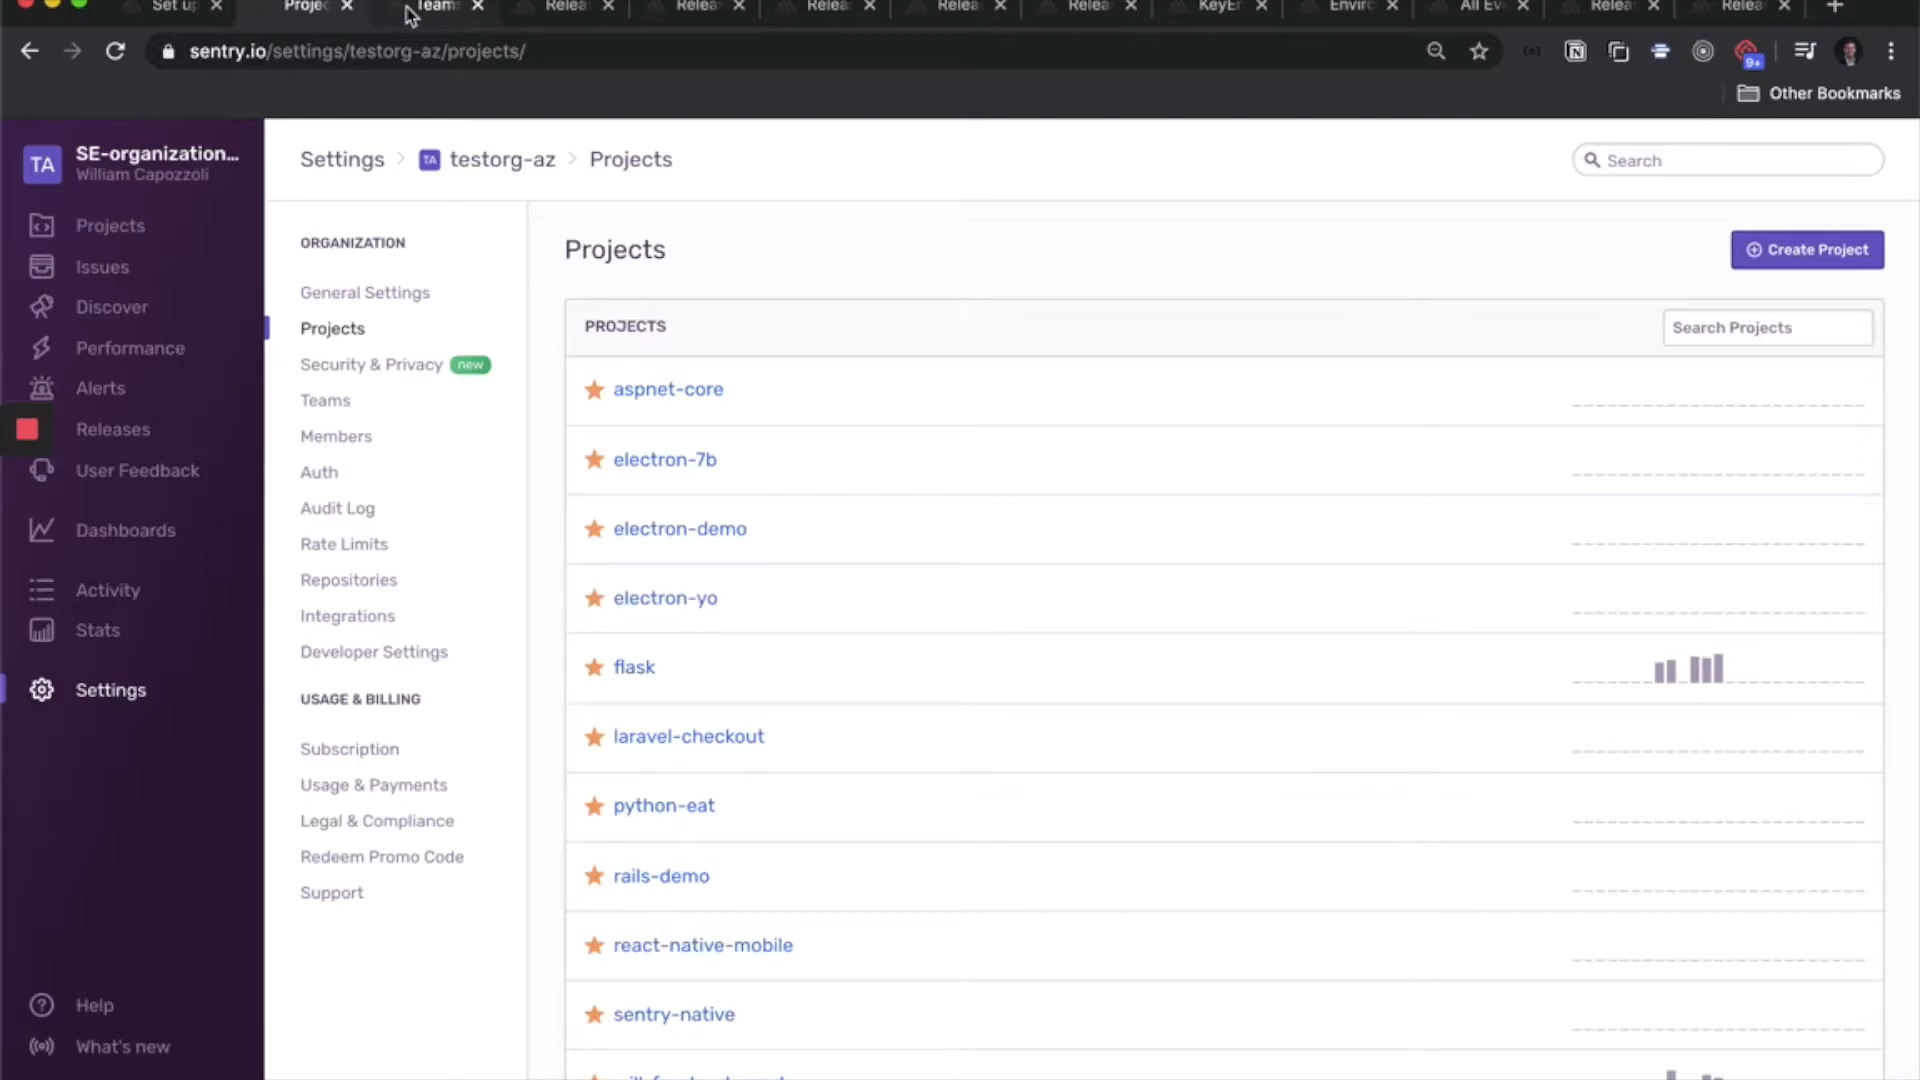 Set up
Projec
Team
Relea
Relea
Relea
Relea
Relea
KeyEr
Enviro
All Ev
Relea
Relea
sentry.io/settings/testorg-az/projects/
9+
Other Bookmarks
TA
SE-organization...
William Capozzoli
Projects
Issues
Discover
Performance
Alerts
Releases
User Feedback
Dashboards
Activity
Stats
Settings
Help
What's new
Settings > TA testorg-az > Projects
Search
ORGANIZATION
General Settings
Projects
Security & Privacy new
Teams
Members
Auth
Audit Log
Rate Limits
Repositories
Integrations
Developer Settings
USAGE & BILLING
Subscription
Usage & Payments
Legal & Compliance
Redeem Promo Code
Support
Projects
Create Project
PROJECTS
Search Projects
aspnet-core
electron-7b
electron-demo
electron-yo
flask
laravel-checkout
python-eat
rails-demo
react-native-mobile
sentry-native